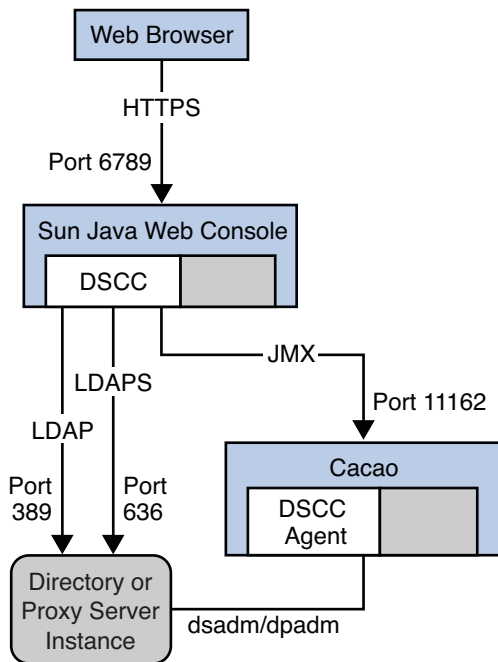 Web Browser
HTTPS
Port 6789
Sun Java Web Console
DSCC
JMX
LDAPS
Port 11162
LDAP
Cacao
Port
389
Port
636
DSCC
Agent
Directory or
Proxy Server
Instance
dsadm/dpadm